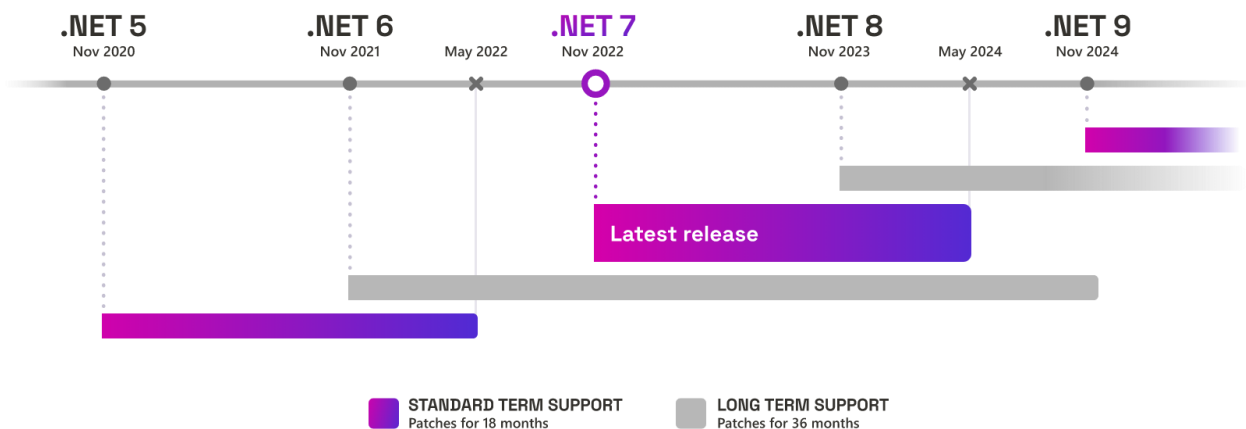 .NET 5
Nov 2020
.NET 6
Nov 2021
May 2022
.NET 7
Nov 2022
.NET 8
Nov 2023
May 2024
.NET 9
Nov 2024
Latest release
STANDARD TERM SUPPORT
Patches for 18 months
LONG TERM SUPPORT
Patches for 36 months